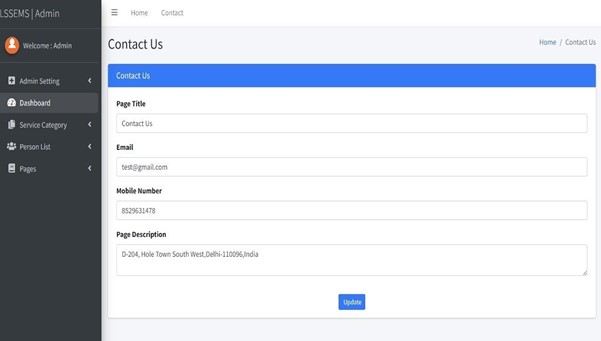 LSSEMS | Admin
Home Contact
Welcome : Admin
Admin Setting
Dashboard
Service Category
Person List
Pages
Contact Us
Home / Contact Us
Contact Us
Page Title
Contact Us
Email
test@gmail.com
Mobile Number
8529631478
Page Description
D-204, Hole Town South West,Delhi-110096,India
Update